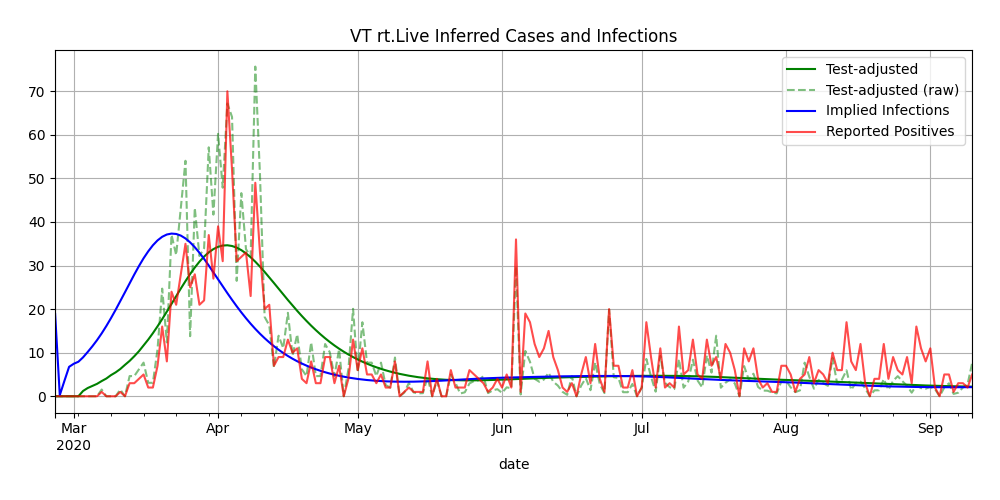 VT rt.Live Inferred Cases and Infections
Test-adjusted
Test-adjusted (raw)
Implied Infections
Reported Positives
70
60
50
40
30
20
10
0
Mar Apr May Jun Jul Aug Sep
2020
date